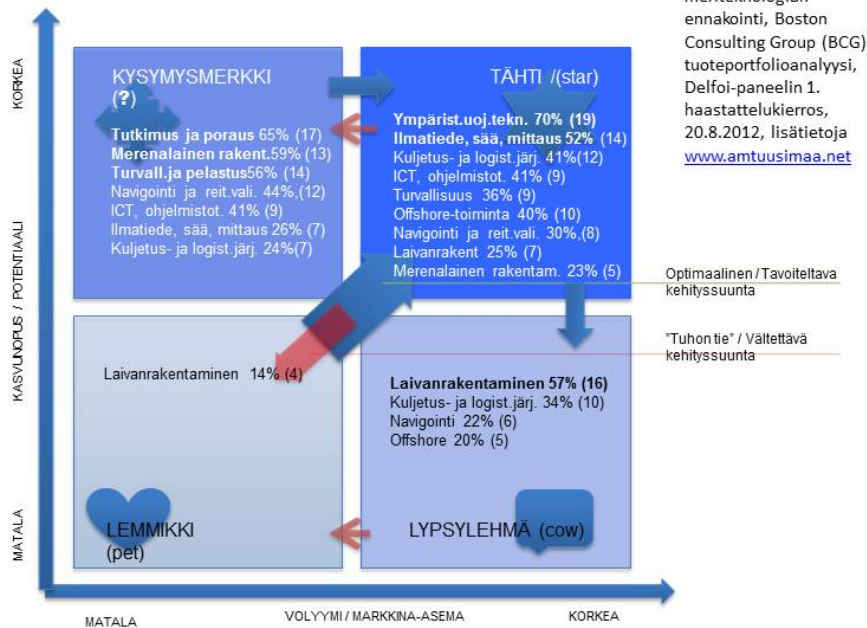 KORKEA
KASVUNOPUS / POTENTIAALI
MATALA
KYSYMYSMERKKI
(?)
Tutkimus ja poraus 65% (17)
Merenalainen rakent.59% (13)
Turvall.ja pelastus56% (14)
Navigointi ja reit.vali. 44%,(12)
ICT, ohjelmistot. 41% (9)
Ilmatiede, sää, mittaus 26% (7)
Kuljetus- ja logist.järj. 24%(7)
TÄHTI /(star)
Ympärist.uoj.tekn. 70% (19)
Ilmatiede, sää, mittaus 52% (14)
Kuljetus- ja logist.järj. 41%(12)
ICT, ohjelmistot. 41% (9)
Turvallisuus 36% (9)
Offshore-toiminta 40% (10)
Navigointi ja reit.vali. 30%,(8)
Laivanrakent 25% (7)
Merenalainen rakentam. 23% (5)
meriteknologian
ennakointi, Boston
Consulting Group (BCG)
tuoteportfolioanalyysi,
Delfoi-paneelin 1.
haastattelukierros,
20.8.2012, lisätietoja
www.amtuusimaa.net
Optimaalinen / Tavoiteltava
kehityssuunta
"Tuhon tie" / Vältettävä
kehityssuunta
Laivanrakentaminen 14% (4)
LEMMIKKI
(pet)
Laivanrakentaminen 57% (16)
Kuljetus- ja logist.järj. 34% (10)
Navigointi 22% (6)
Offshore 20% (5)
LYPSYLEHMÄ (cow)
MATALA
VOLYYMI / MARKKINA-ASEMA
KORKEA